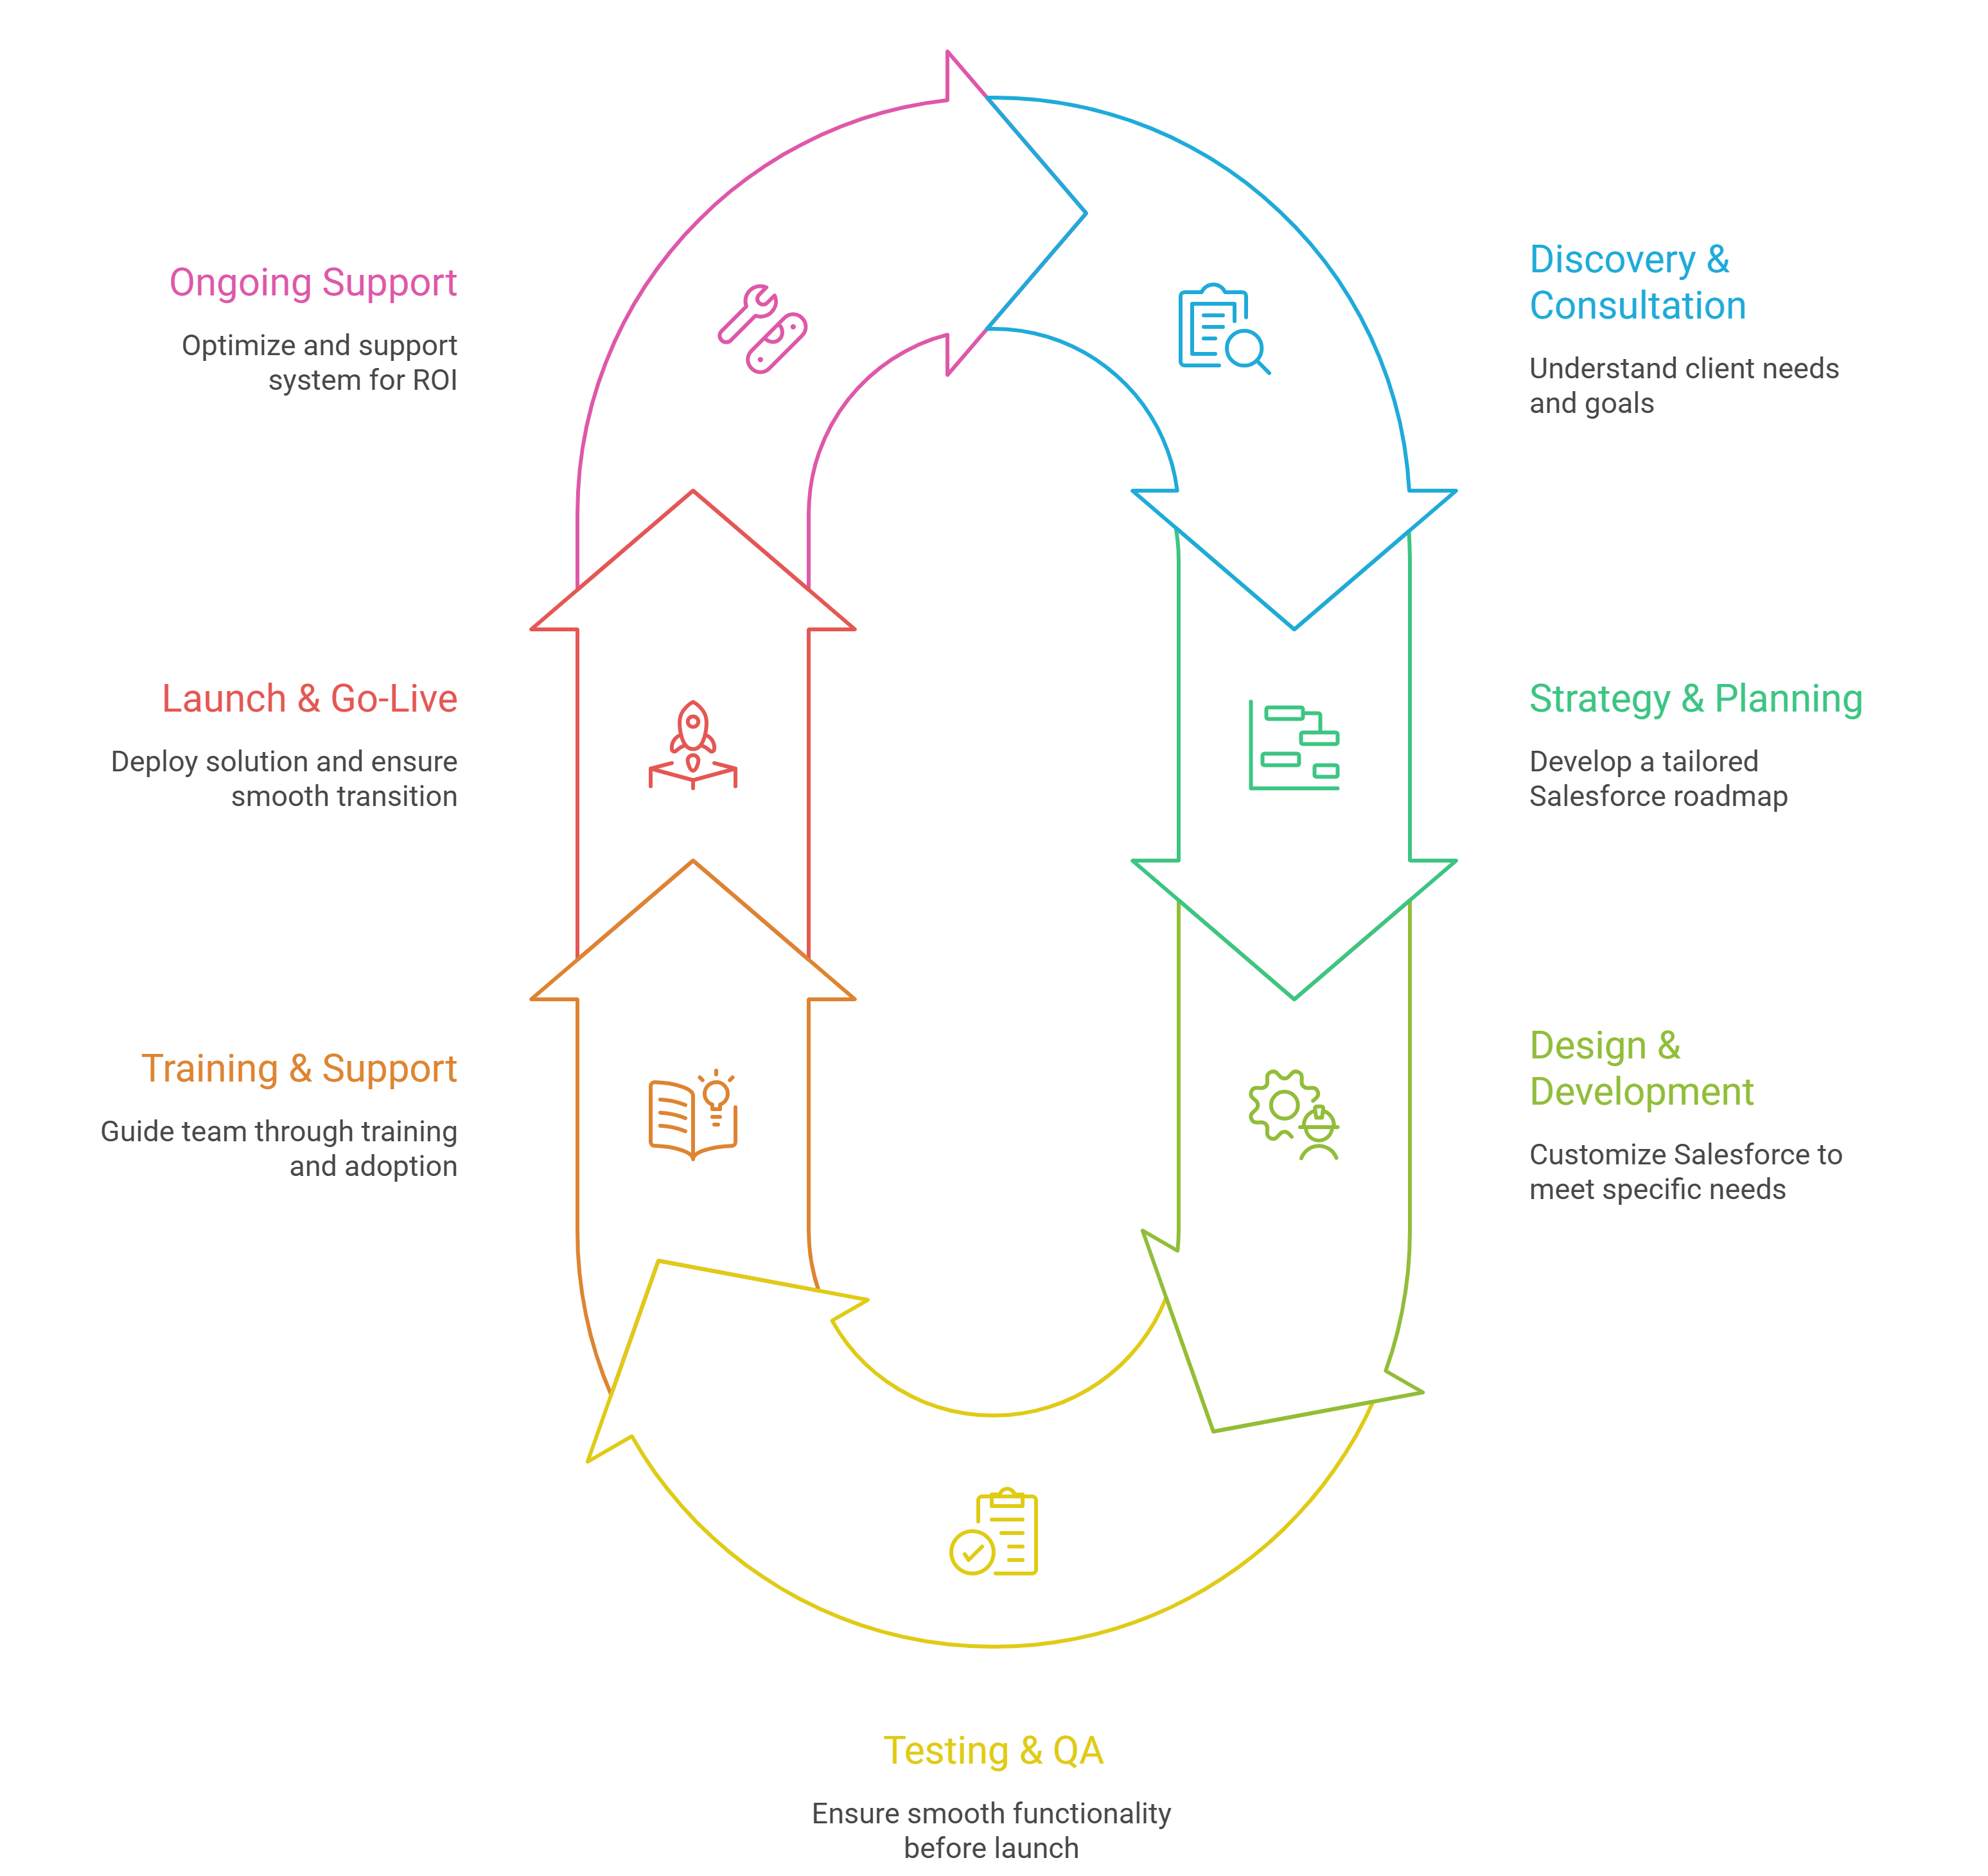 Ongoing Support
Optimize and support
system for ROI
Discovery &
Consultation
Understand client needs
and goals
Launch & Go-Live
Deploy solution and ensure
smooth transition
Strategy & Planning
Develop a tailored
Salesforce roadmap
Training & Support
Guide team through training
and adoption
Design &
Development
Customize Salesforce to
meet specific needs
Testing & QA
Ensure smooth functionality
before launch